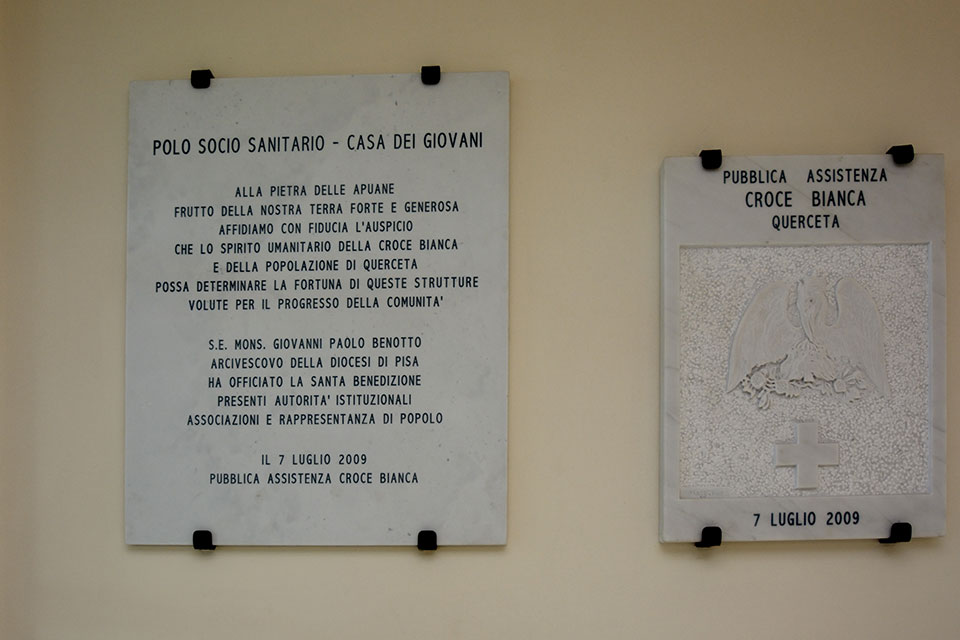 POLO SOCIO SANITARIO - CASA DEI GIOVANI
ALLA PIETRA DELLE APUANE
FRUTTO DELLA NOSTRA TERRA FORTE E GENEROSA
AFFIDIAMO CON FIDUCIA L'AUSPICIO
CHE LO SPIRITO UMANITARIO DELLA CROCE BIANCA
E DELLA POPOLAZIONE DI QUERCETA
POSSA DETERMINARE LA FORTUNA DI QUESTE STRUTTURE
VOLUTE PER IL PROGRESSO DELLA COMUNITA'
S.E. MONS. GIOVANNI PAOLO BENOTTO
ARCIVESCOVO DELLA DIOCESI DI PISA
HA OFFICIATO LA SANTA BENEDIZIONE
PRESENTI AUTORITA' ISTITUZIONALI
ASSOCIAZIONI E RAPPRESENTANZA DI POPOLO
IL 7 LUGLIO 2009
PUBBLICA ASSISTENZA CROCE BIANCA
PUBBLICA ASSISTENZA
CROCE BIANCA
QUERCETA
7 LUGLIO 2009